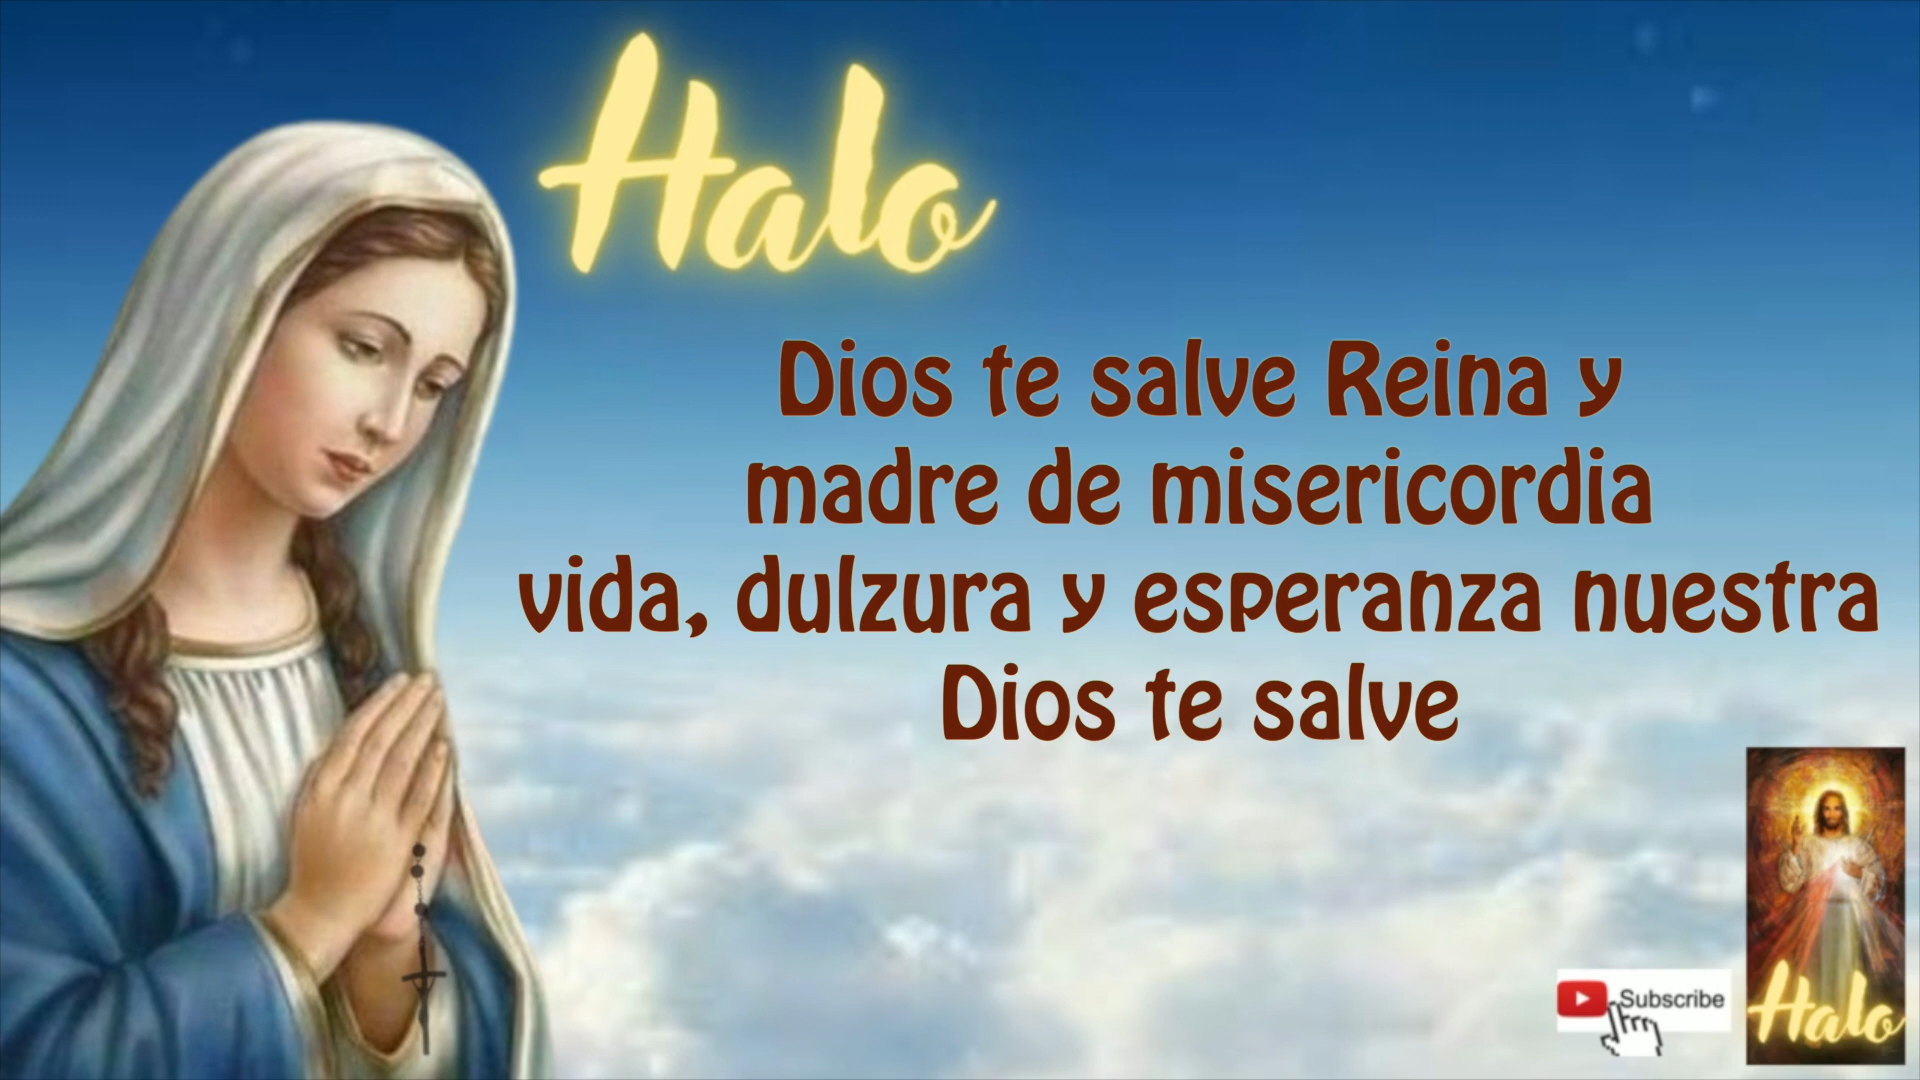 Halo
Dios te salve Reina y
madre de misericordia
vida, dulzura y esperanza nuestra
Dios te salve
Subscribe
Halo